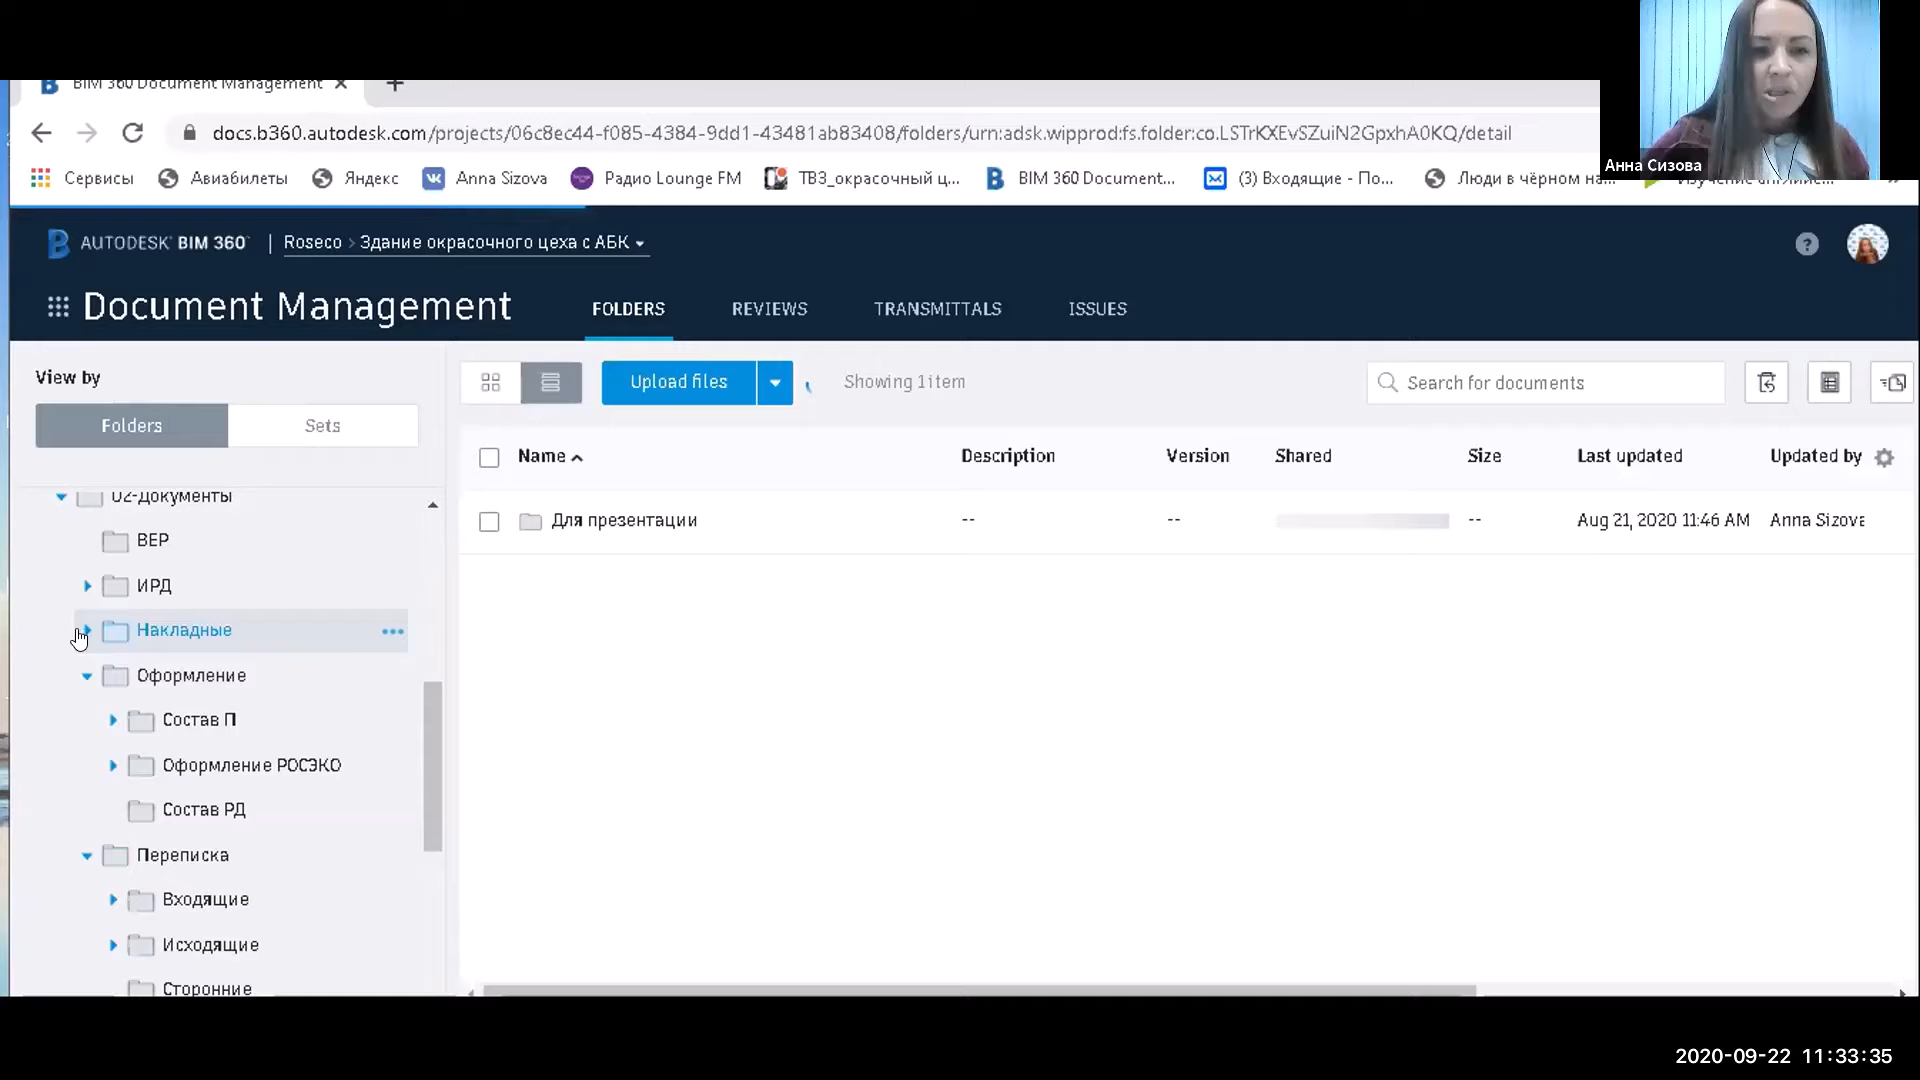 BIM 360 Document Management
docs.b360.autodesk.com/projects/06c8ec44-f085-4384-9dd1-43481ab83408/folders/urn:adsk.wipprod:fs.folder:co.LSTrKXEvSZuiN2GpxhA0KQ/detail
Анна Сизова
Сервисы Авиабилеты Яндекс Anna Sizova Радио Lounge FM ТВЗ_окрасочный ц... BIM 360 Document... (3) Входящие - По... Люди в чёрном на...
AUTODESK BIM 360 Roseco > Здание окрасочного цеха с АБК
Document Management FOLDERS REVIEWS TRANSMITTALS ISSUES
View by
Folders Sets
Upload files Showing 1 item Search for documents
Name Description Version Shared Size Last updated Updated by
Для презентации -- -- -- Aug 21, 2020 11:46 AM Anna Sizova
02-Документы
BEP
ИРД
Накладные
Оформление
Состав П
Оформление РОСЭКО
Состав РД
Переписка
Входящие
Исходящие
Сторонние
2020-09-22 11:33:35